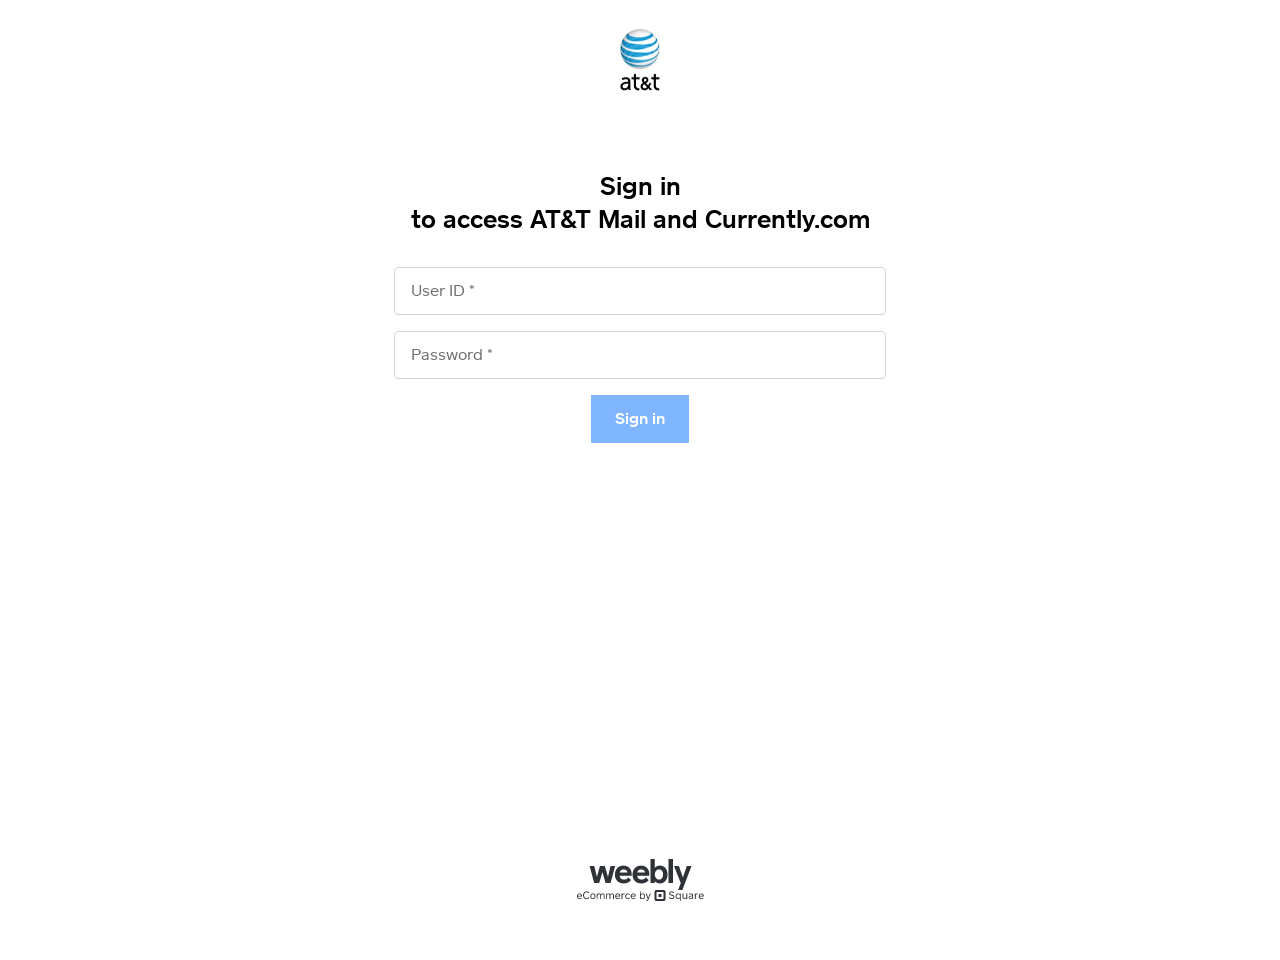 at&t
Sign in
to access AT&T Mail and Currently.com
User ID *
Password *
Sign in
weebly
eCommerce by Square